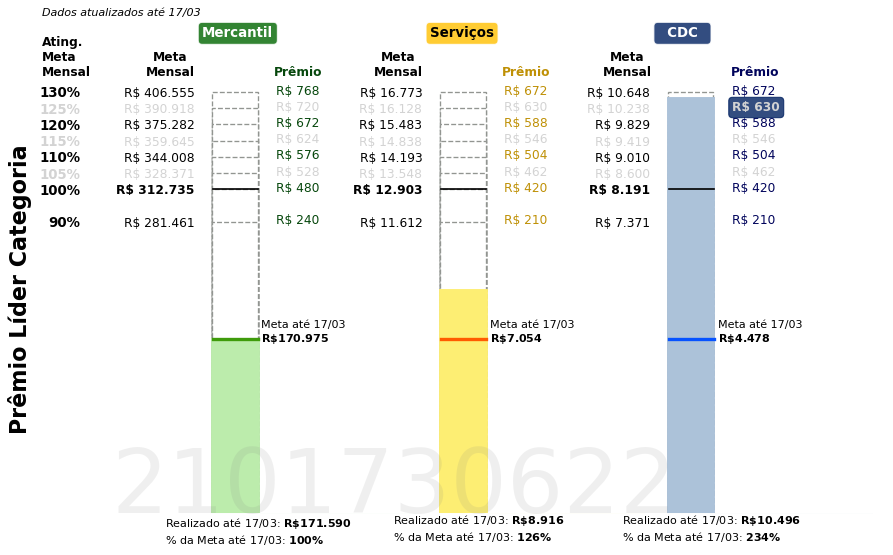 Dados atualizados até 17/03
Mercantil Serviços CDC
Ating.
Meta
Mensal
Meta
Mensal Prêmio Meta
Mensal Prêmio Meta
Mensal Prêmio
130% R$ 406.555 R$ 768 R$ 16.773 R$ 672 R$ 10.648 R$ 672
125% R$ 390.918 R$ 720 R$ 16.128 R$ 630 R$ 10.238 R$ 630
120% R$ 375.282 R$ 672 R$ 15.483 R$ 588 R$ 9.829 R$ 588
115% R$ 359.645 R$ 624 R$ 14.838 R$ 546 R$ 9.419 R$ 546
110% R$ 344.008 R$ 576 R$ 14.193 R$ 504 R$ 9.010 R$ 504
105% R$ 328.371 R$ 528 R$ 13.548 R$ 462 R$ 8.600 R$ 462
100% R$ 312.735 R$ 480 R$ 12.903 R$ 420 R$ 8.191 R$ 420
90% R$ 281.461 R$ 240 R$ 11.612 R$ 210 R$ 7.371 R$ 210
Prêmio Líder Categoria
Meta até 17/03 Meta até 17/03 Meta até 17/03
R$170.975 R$7.054 R$4.478
2101730622
Realizado até 17/03: R$171.590 Realizado até 17/03: R$8.916 Realizado até 17/03: R$10.496
% da Meta até 17/03: 100% % da Meta até 17/03: 126% % da Meta até 17/03: 234%